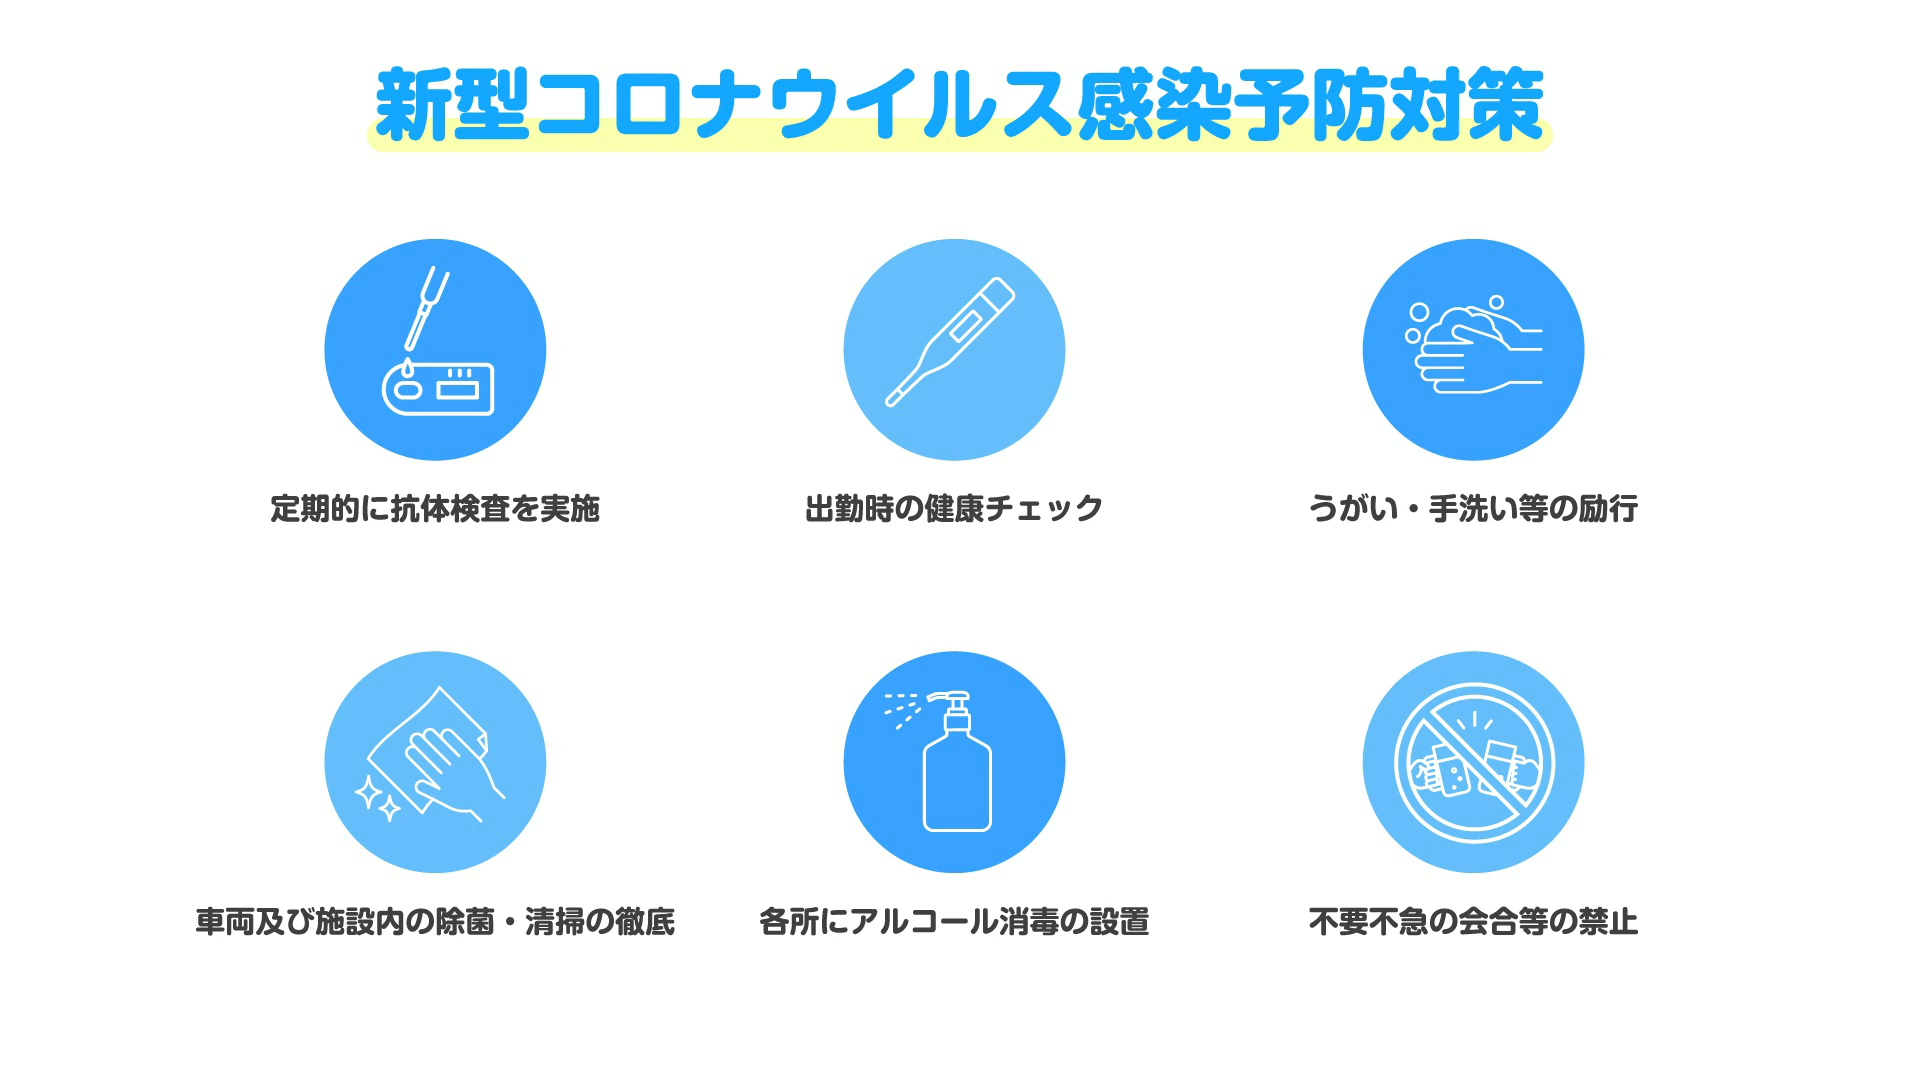 新型コロナウイルス感染予防対策
定期的に抗体検査を実施
出勤時の健康チェック
うがい・手洗い等の励行
車両及び施設内の除菌・清掃の徹底
各所にアルコール消毒の設置
不要不急の会合等の禁止